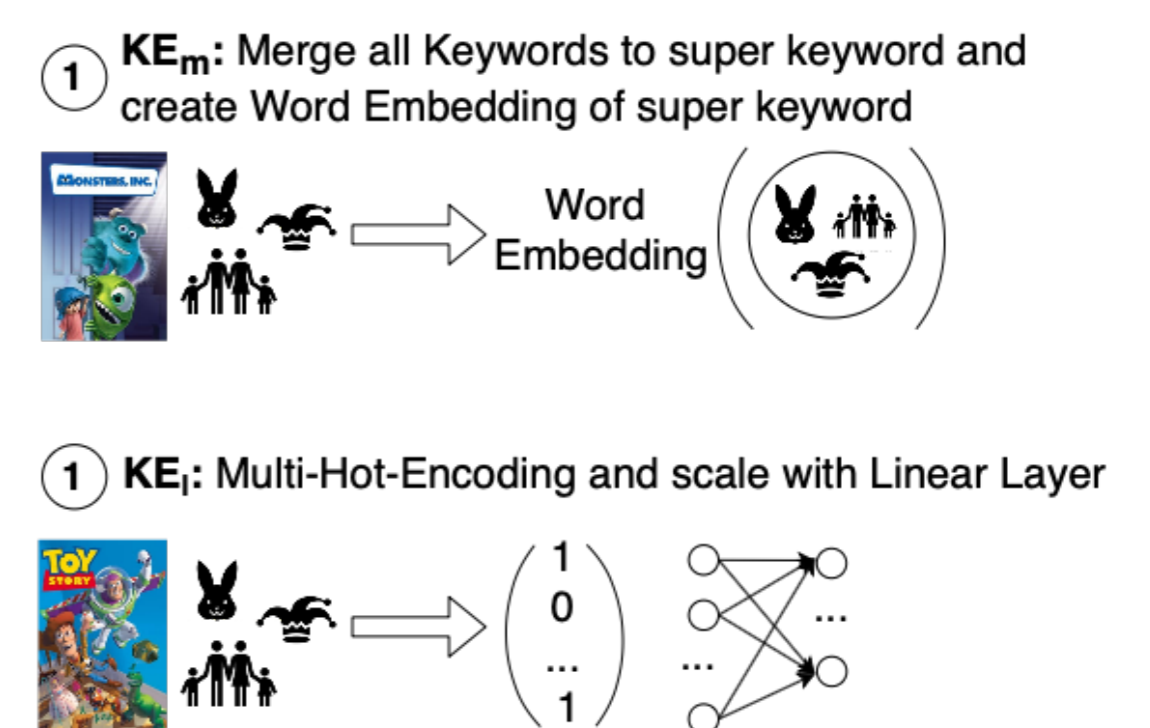 1
KEm: Merge all Keywords to super keyword and
create Word Embedding of super keyword
MONSTERS, INC.
Word
Embedding
1
KEl: Multi-Hot-Encoding and scale with Linear Layer
TOY
STORY
1
0
...
1
...
...